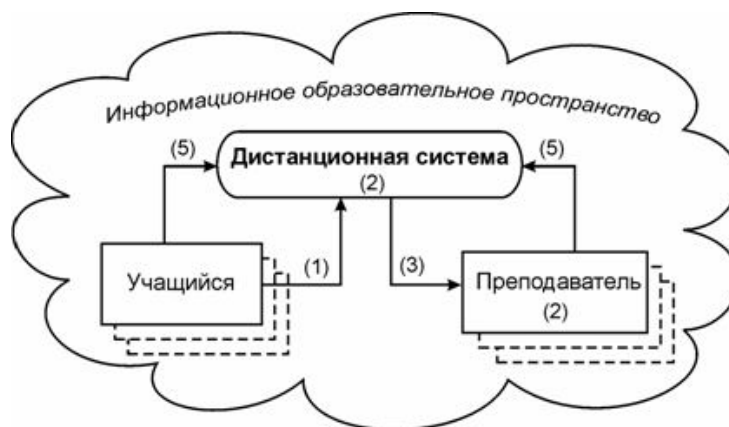 Информационное образовательное пространство
(5)
Дистанционная система
(5)
(2)
Учащийся
(1)
(3)
Преподаватель
(2)